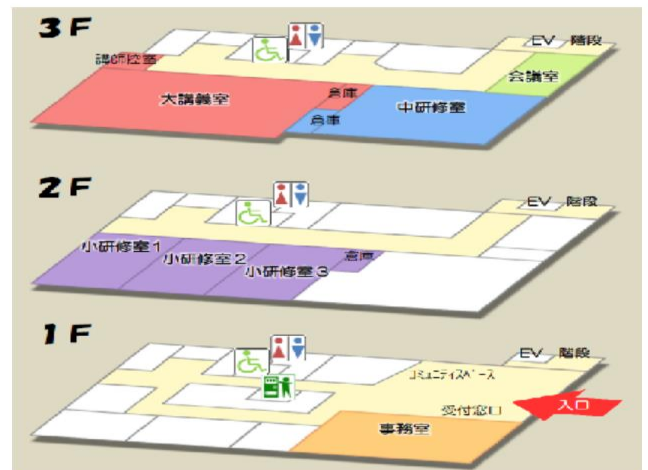 3F
EV 階段
講師控室
会議室
大講義室
倉庫
中研修室
倉庫
2F
EV 階段
小研修室1
小研修室2
倉庫
小研修室3
1F
EV 階段
コミュニティスペース
受付窓口
入口
事務室